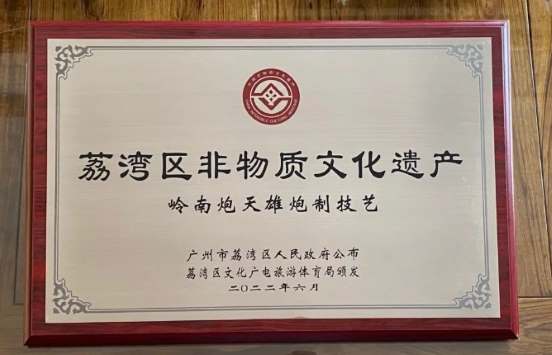 荔湾区非物质文化遗产
岭南炮天雄炮制技艺
广州市荔湾区人民政府公布
荔湾区文化广电旅游体育局颁发
二〇二二年六月